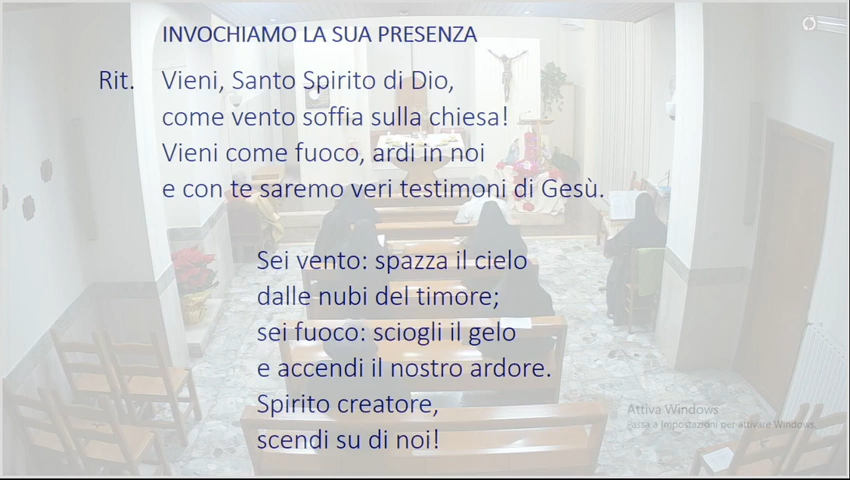 INVOCHIAMO LA SUA PRESENZA
Rit. Vieni, Santo Spirito di Dio,
come vento soffia sulla chiesa!
Vieni come fuoco, ardi in noi
e con te saremo veri testimoni di Gesù.
Sei vento: spazza il cielo
dalle nubi del timore;
sei fuoco: sciogli il gelo
e accendi il nostro ardore.
Spirito creatore,
scendi su di noi!
Attiva Windows
Passa a Impostazioni per attivare Windows.